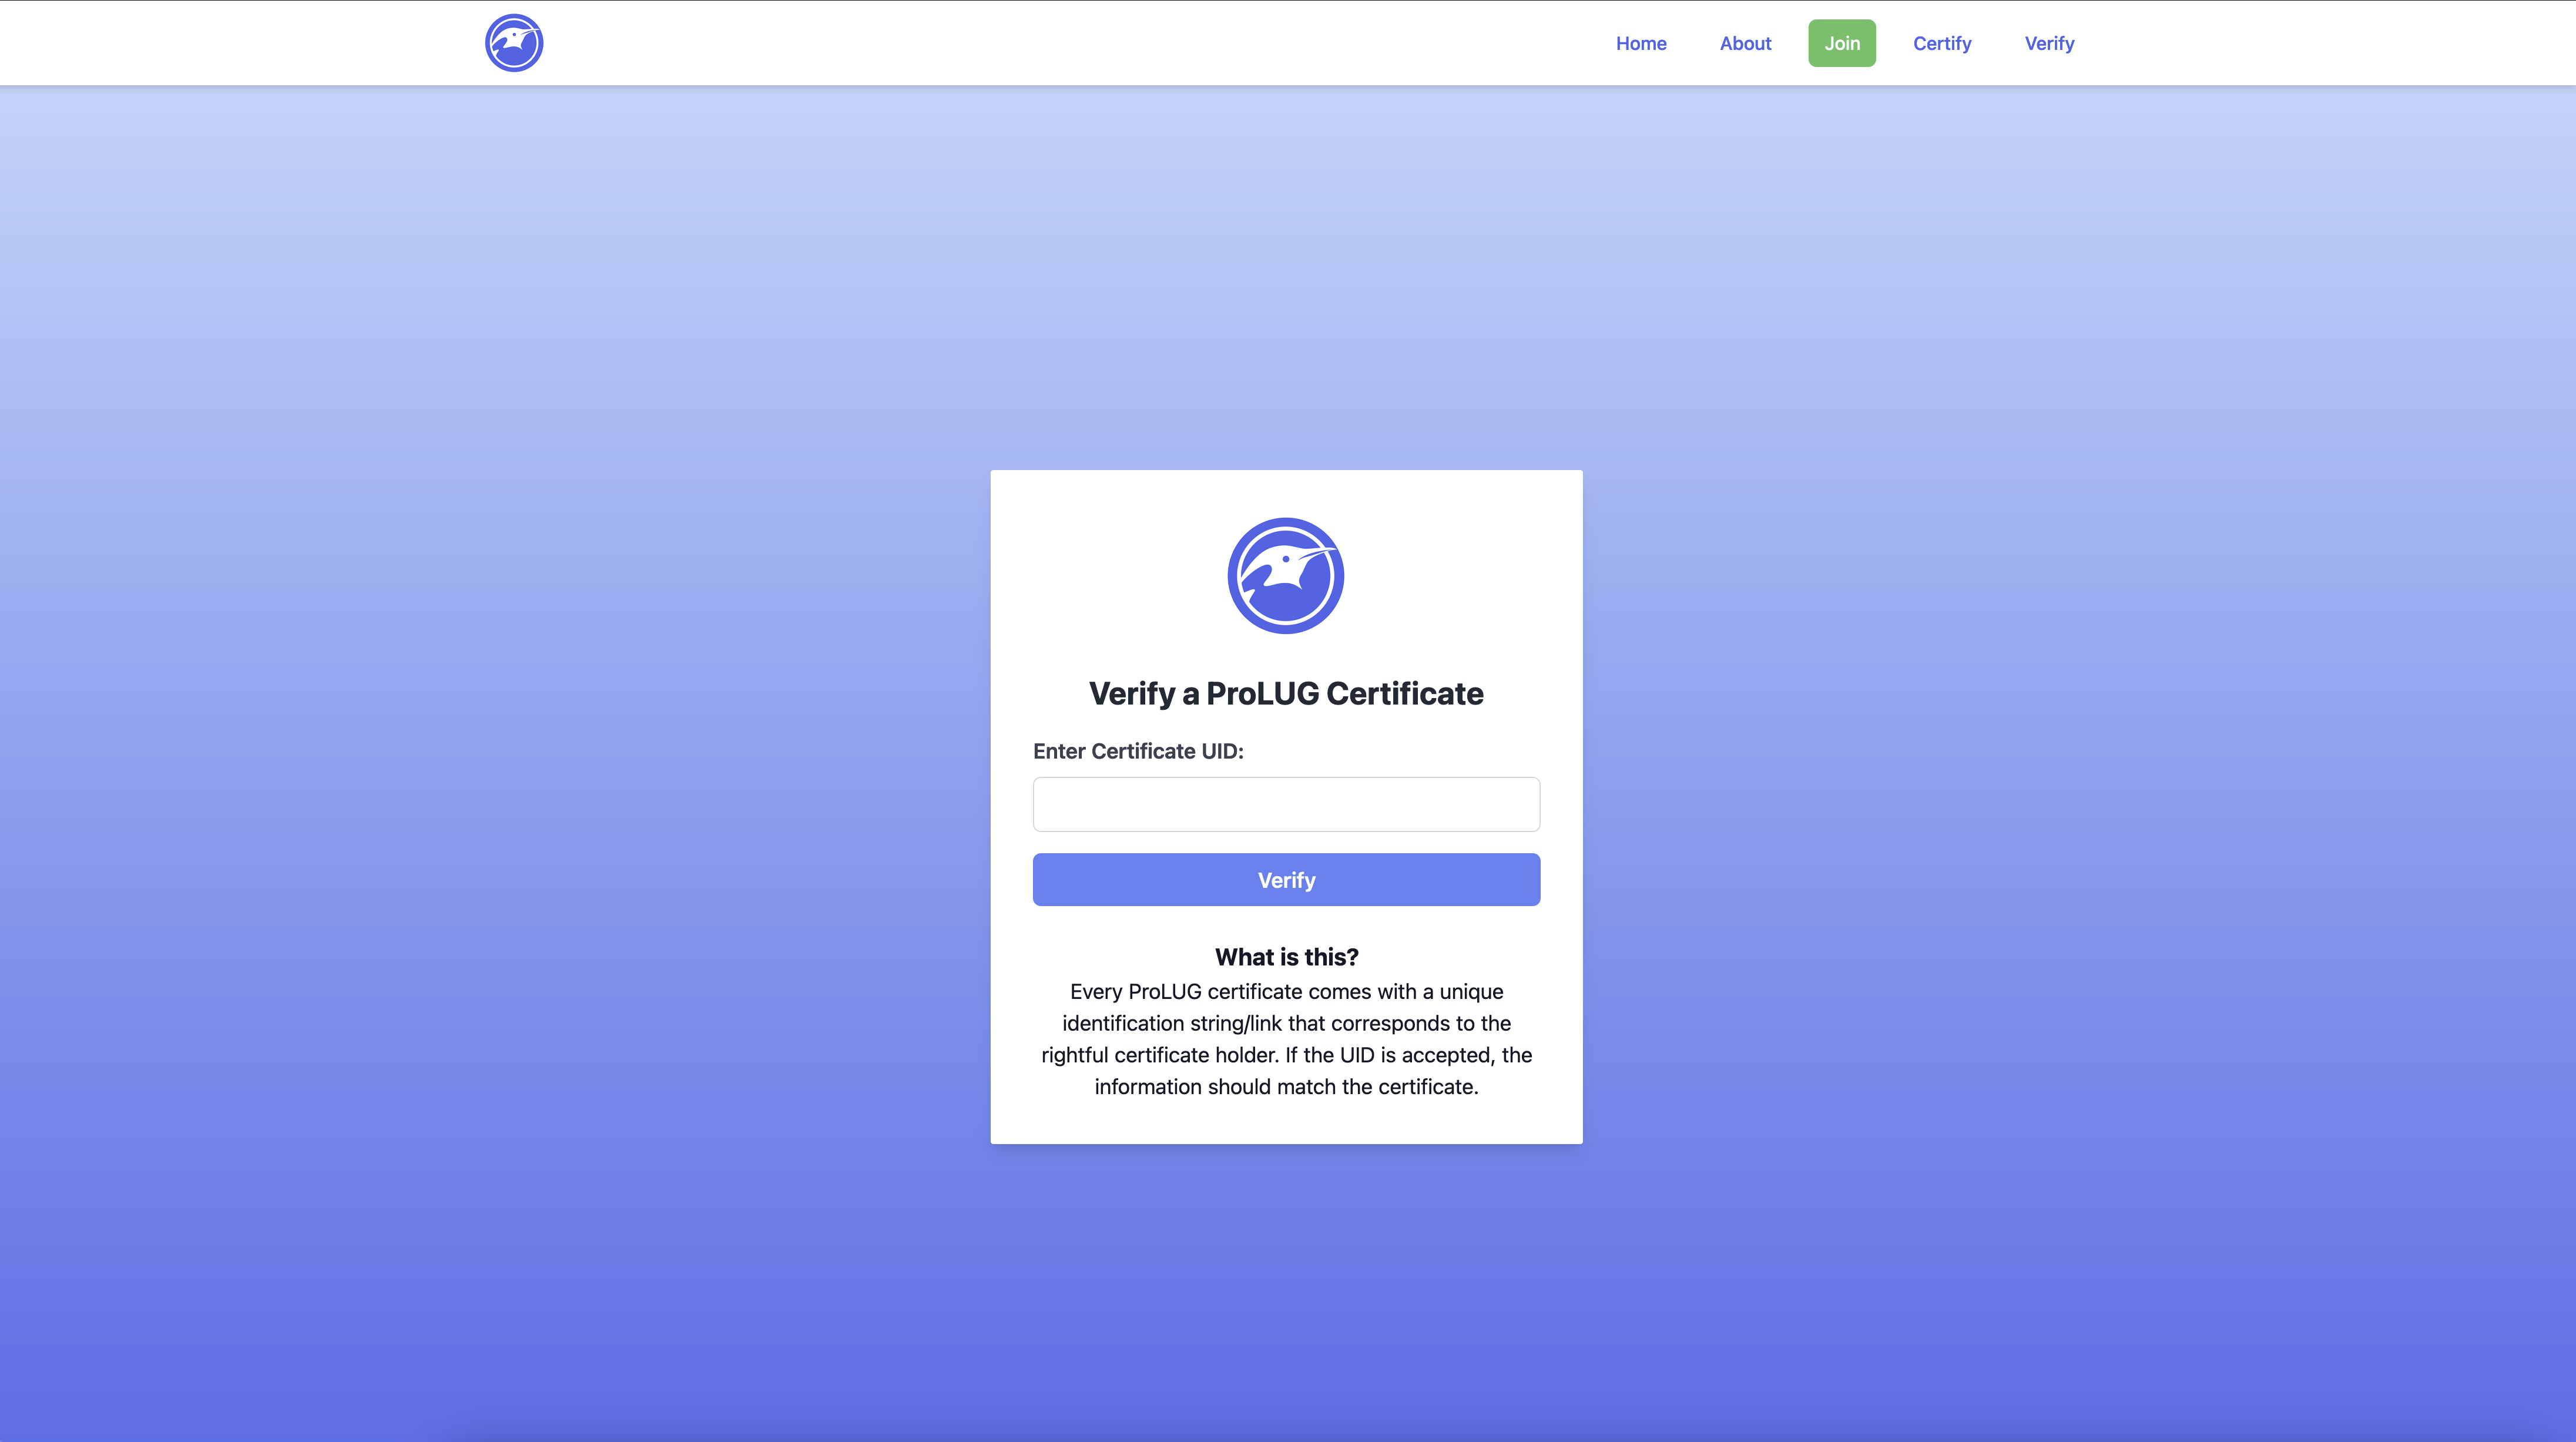 Home About Join Certify Verify
Verify a ProLUG Certificate
Enter Certificate UID:
Verify
What is this?
Every ProLUG certificate comes with a unique
identification string/link that corresponds to the
rightful certificate holder. If the UID is accepted, the
information should match the certificate.